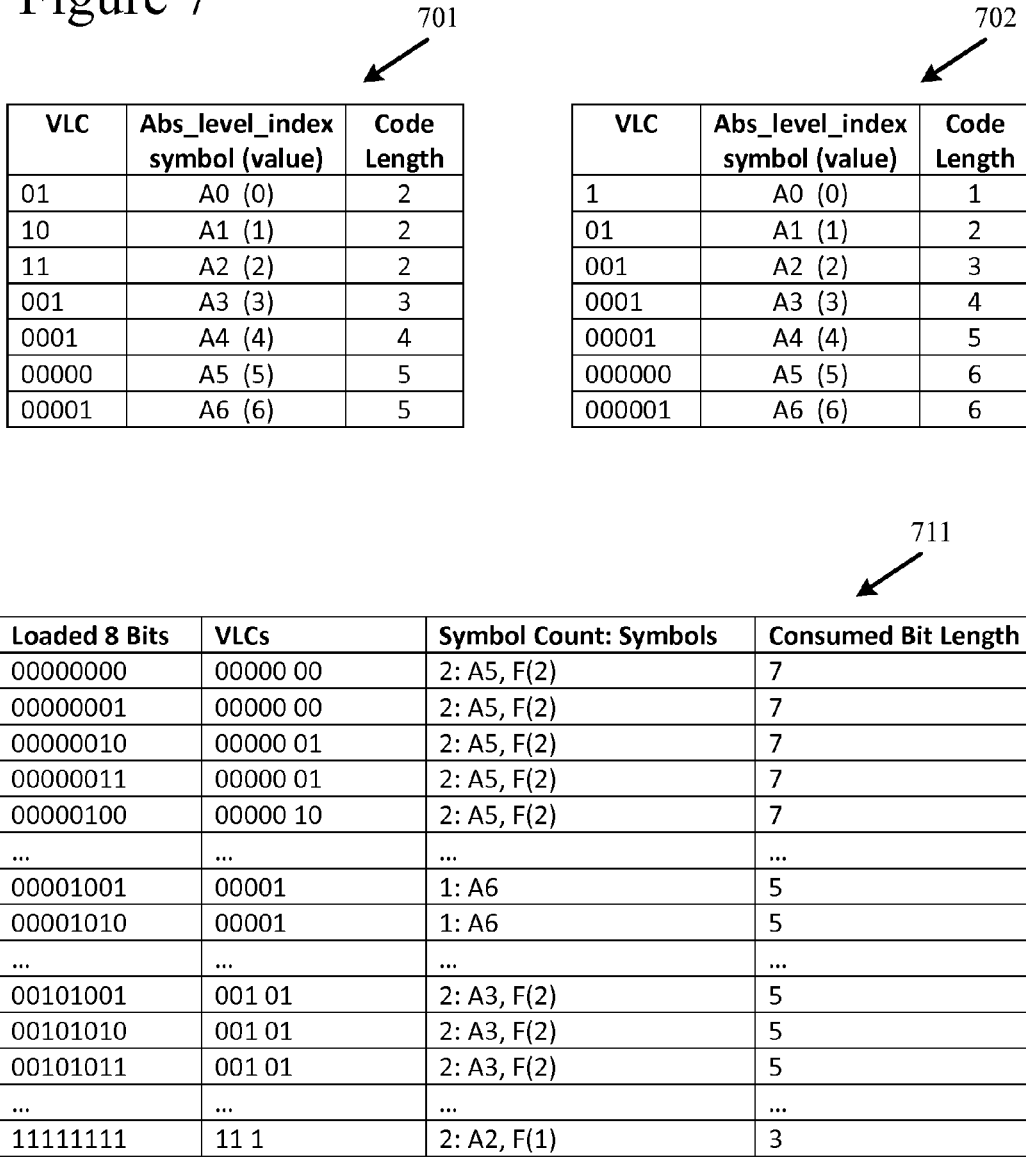 Figure 7
701 702
VLC Abs_level_index symbol (value) Code Length
01 A0 (0) 2
10 A1 (1) 2
11 A2 (2) 2
001 A3 (3) 3
0001 A4 (4) 4
00000 A5 (5) 5
00001 A6 (6) 5
VLC Abs_level_index symbol (value) Code Length
1 A0 (0) 1
01 A1 (1) 2
001 A2 (2) 3
0001 A3 (3) 4
00001 A4 (4) 5
000000 A5 (5) 6
000001 A6 (6) 6
711
Loaded 8 Bits VLCs Symbol Count: Symbols Consumed Bit Length
00000000 00000 00 2: A5, F(2) 7
00000001 00000 00 2: A5, F(2) 7
00000010 00000 01 2: A5, F(2) 7
00000011 00000 01 2: A5, F(2) 7
00000100 00000 10 2: A5, F(2) 7
... ... ... ...
00001001 00001 1: A6 5
00001010 00001 1: A6 5
... ... ... ...
00101001 001 01 2: A3, F(2) 5
00101010 001 01 2: A3, F(2) 5
00101011 001 01 2: A3, F(2) 5
... ... ... ...
11111111 11 1 2: A2, F(1) 3